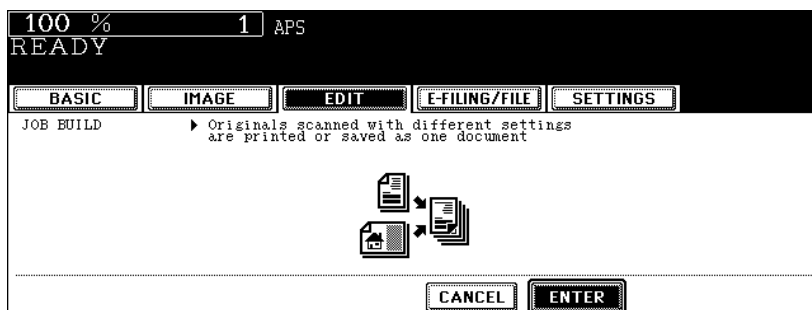 100 % 1 APS
READY
BASIC IMAGE EDIT E-FILING/FILE SETTINGS
JOB BUILD Originals scanned with different settings
are printed or saved as one document
CANCEL ENTER